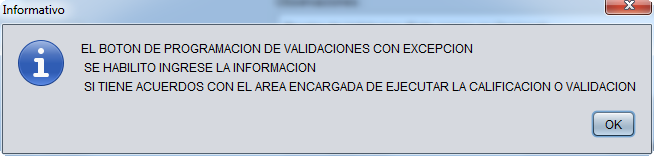 Informativo
EL BOTON DE PROGRAMACION DE VALIDACIONES CON EXCEPCION
SE HABILITO INGRESE LA INFORMACION
SI TIENE ACUERDOS CON EL AREA ENCARGADA DE EJECUTAR LA CALIFICACION O VALIDACION
OK